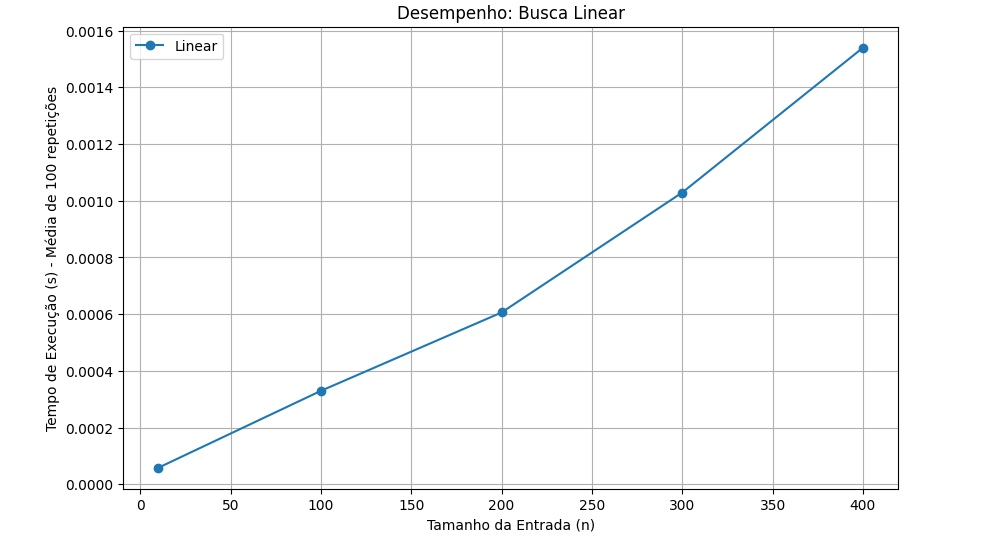 Desempenho: Busca Linear
Linear
Tempo de Execução (s) - Média de 100 repetições
0.0016
0.0014
0.0012
0.0010
0.0008
0.0006
0.0004
0.0002
0.0000
0 50 100 150 200 250 300 350 400
Tamanho da Entrada (n)